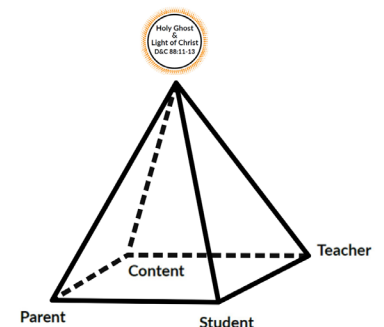 Holy Ghost
&
Light of Christ
D&C 88:11-13
Teacher
Content
Parent
Student